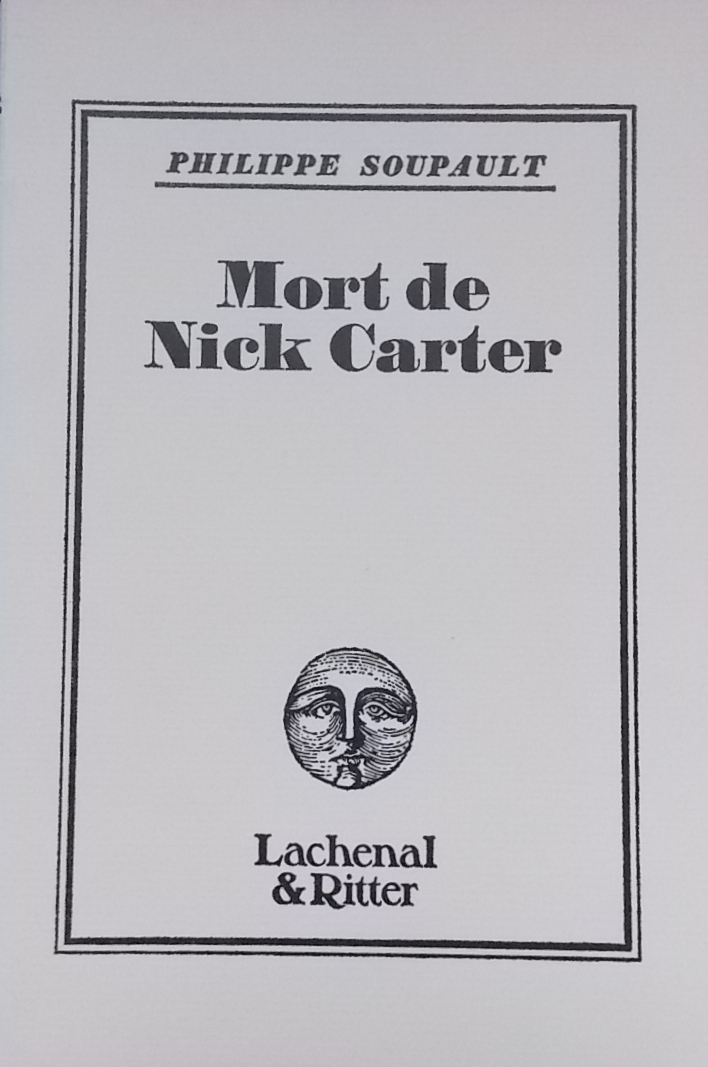 PHILIPPE SOUPAULT
Mort de
Nick Carter
Lachenal
& Ritter